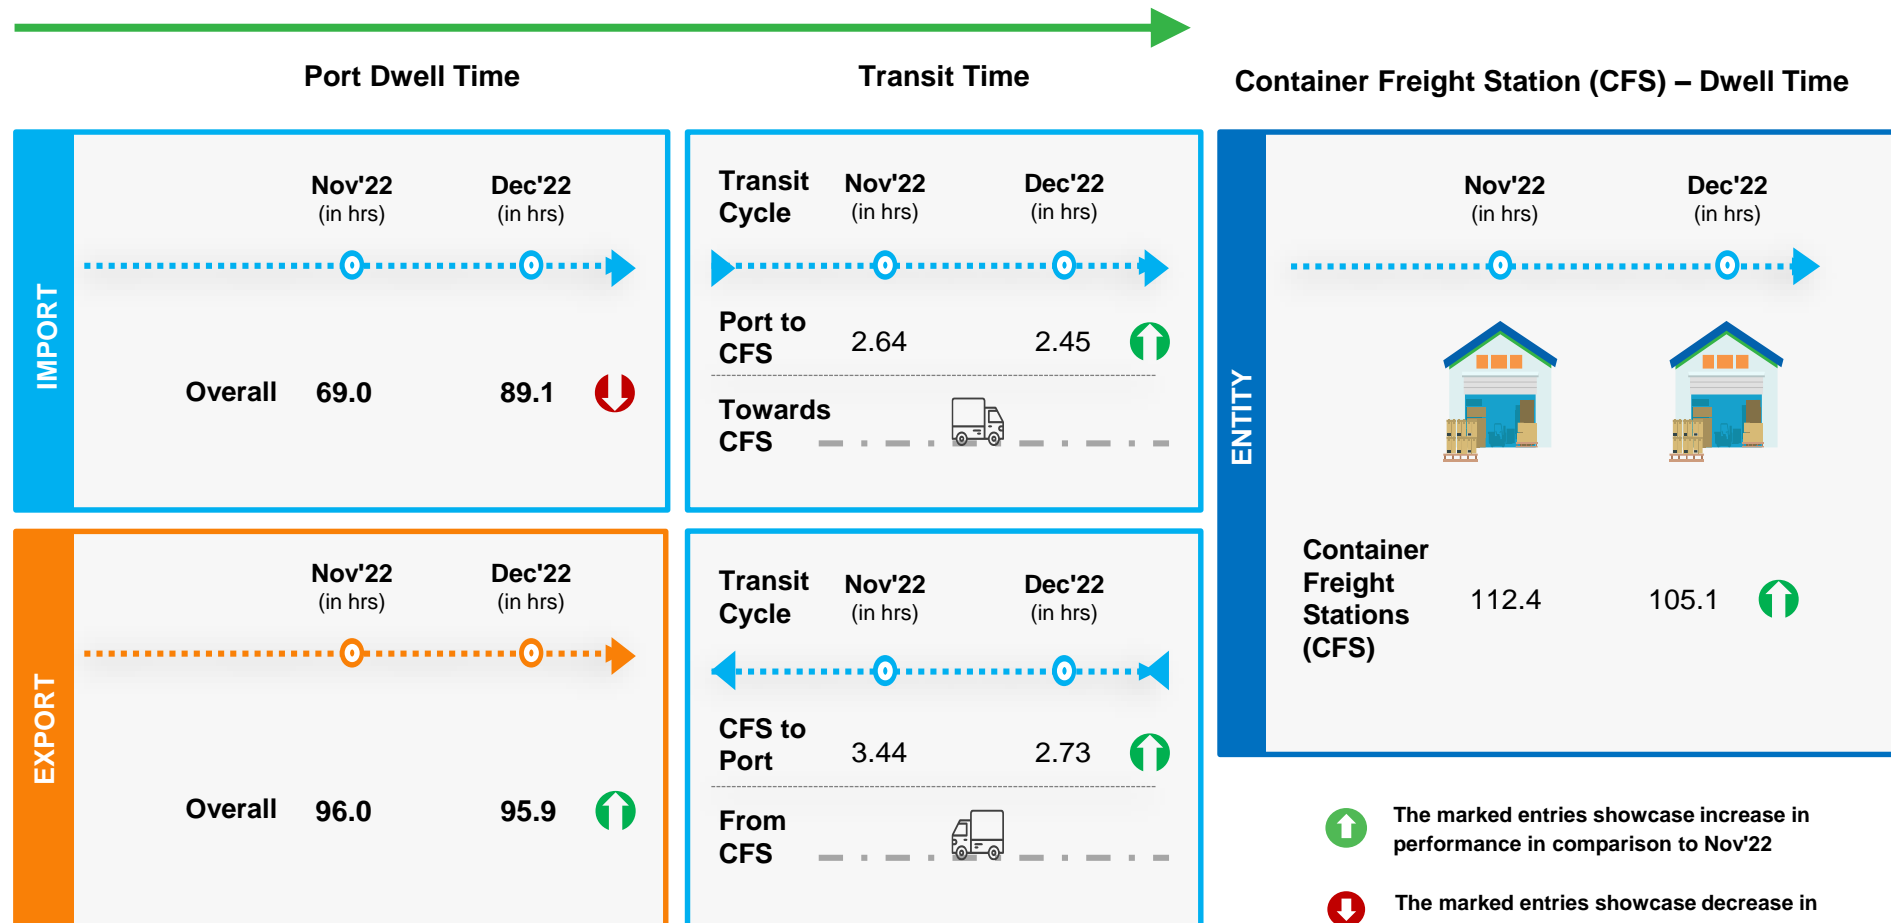 Port Dwell Time
Transit Time
Container Freight Station (CFS) – Dwell Time
IMPORT
Nov'22
(in hrs)
Dec'22
(in hrs)
Overall 69.0 89.1
Transit
Cycle
Nov'22
(in hrs)
Dec'22
(in hrs)
Port to
CFS
2.64 2.45
Towards
CFS
ENTITY
Nov'22
(in hrs)
Dec'22
(in hrs)
Container
Freight
Stations
(CFS)
112.4 105.1
EXPORT
Nov'22
(in hrs)
Dec'22
(in hrs)
Overall 96.0 95.9
Transit
Cycle
Nov'22
(in hrs)
Dec'22
(in hrs)
CFS to
Port
3.44 2.73
From
CFS
The marked entries showcase increase in
performance in comparison to Nov'22
The marked entries showcase decrease in